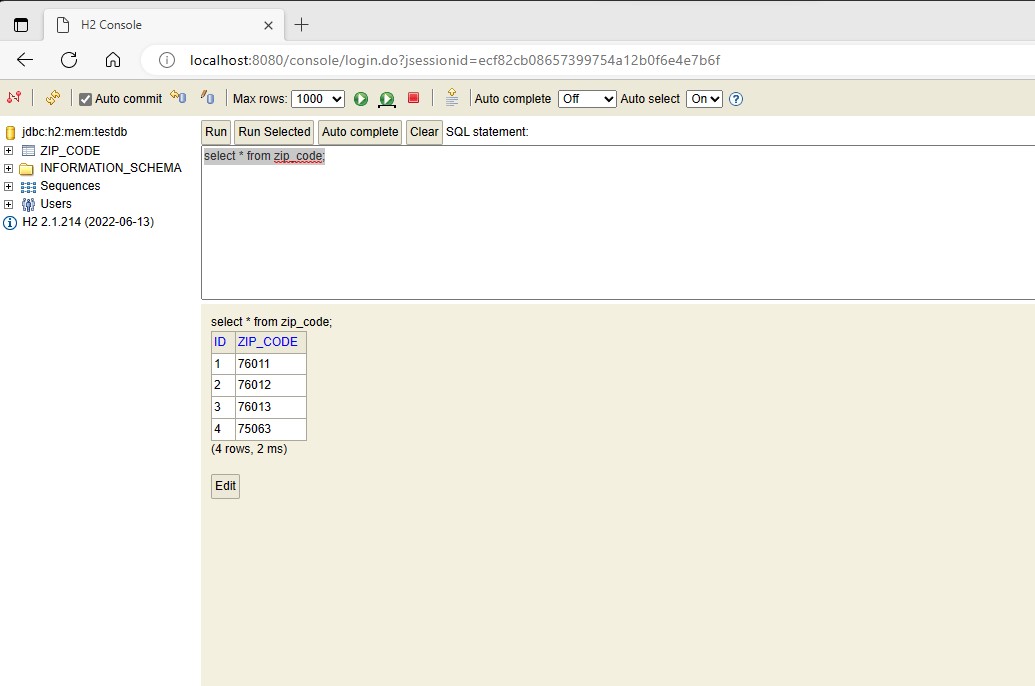 H2 Console
localhost:8080/console/login.do?jsessionid=ecf82cb08657399754a12b0f6e4e7b6f
Auto commit Max rows: 1000 Auto complete Off Auto select On ?
jdbc:h2:mem:testdb
ZIP_CODE
INFORMATION_SCHEMA
Sequences
Users
H2 2.1.214 (2022-06-13)
Run Run Selected Auto complete Clear SQL statement:
select * from zip_code;
select * from zip_code;
ID ZIP_CODE
1 76011
2 76012
3 76013
4 75063
(4 rows, 2 ms)
Edit